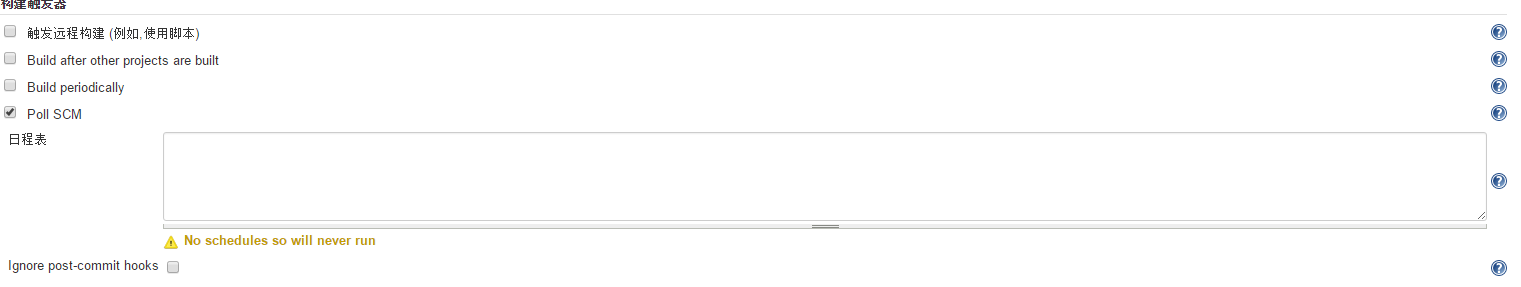 构建触发器
触发远程构建 (例如,使用脚本)
Build after other projects are built
Build periodically
Poll SCM
日程表
No schedules so will never run
Ignore post-commit hooks